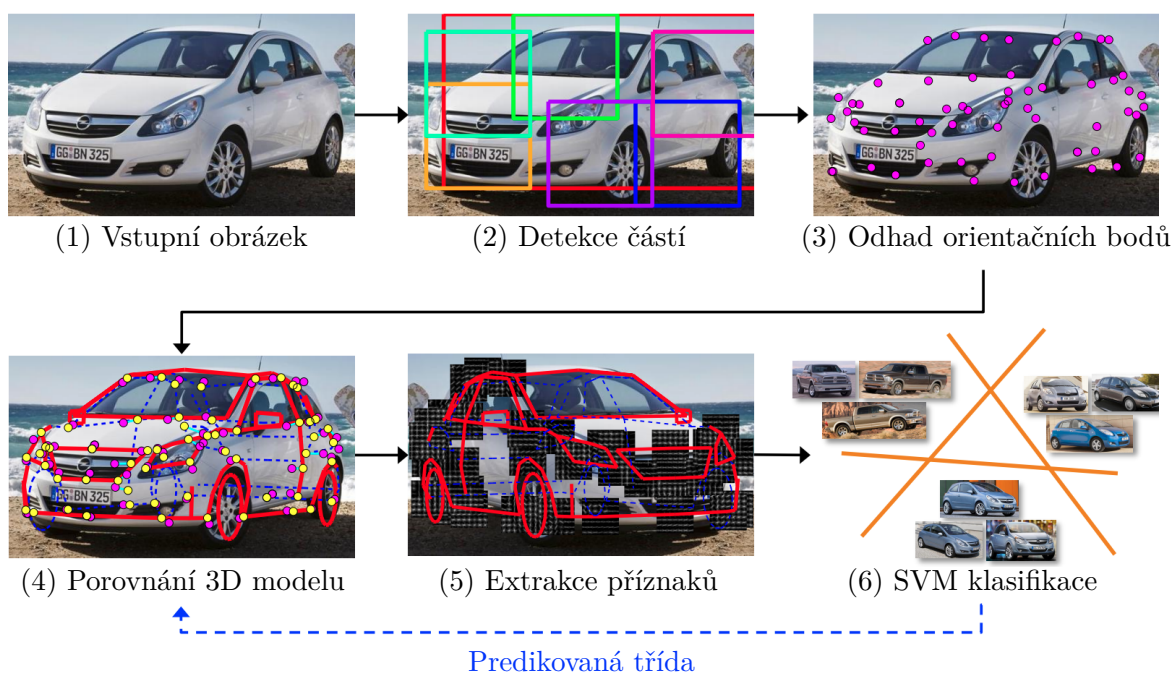 GG BN 325
GG BN 325
GG BN 325
(1) Vstupní obrázek
(2) Detekce částí
(3) Odhad orientačních bodů
GG BN 325
(4) Porovnání 3D modelu
(5) Extrakce příznaků
(6) SVM klasifikace
Predikovaná třída